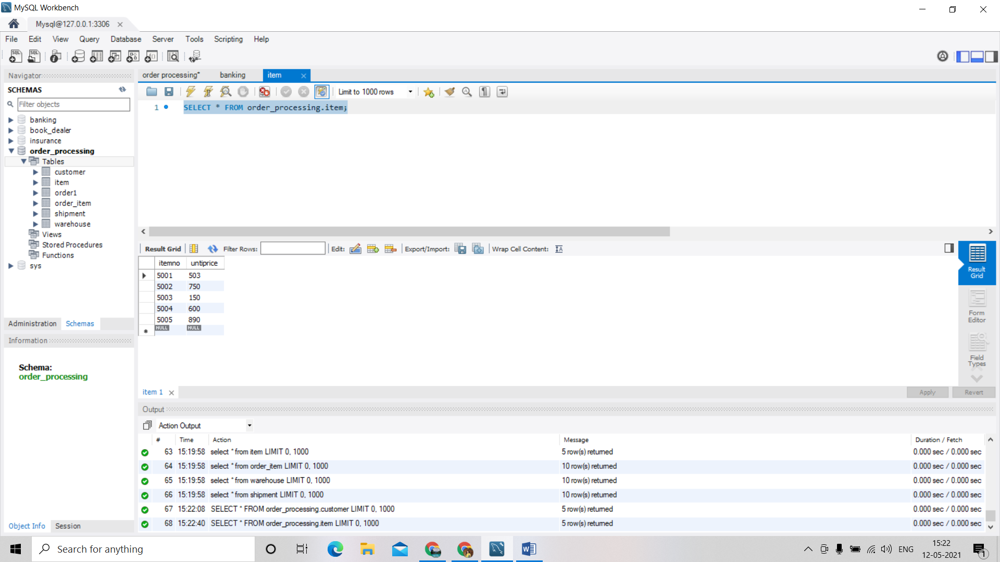 MySQL Workbench
Mysql@127.0.0.1:3306
File Edit View Query Database Server Tools Scripting Help
Navigator
SCHEMAS
Filter objects
banking
book_dealer
insurance
order_processing
Tables
customer
item
order1
order_item
shipment
warehouse
Views
Stored Procedures
Functions
sys
Administration Schemas
Information
Schema:
order_processing
Object Info Session
order processing* banking item
Limit to 1000 rows
1 SELECT * FROM order_processing.item;
Result Grid Filter Rows: Edit: Export/Import: Wrap Cell Content:
itemno untiprice
5001 503
5002 750
5003 150
5004 600
5005 890
NULL NULL
Result
Grid
Form
Editor
Field
Types
item 1
Apply Revert
Output
Action Output
# Time Action Message Duration / Fetch
63 15:19:58 select * from item LIMIT 0, 1000 5 row(s) returned 0.000 sec / 0.000 sec
64 15:19:58 select * from order_item LIMIT 0, 1000 10 row(s) returned 0.000 sec / 0.000 sec
65 15:19:58 select * from warehouse LIMIT 0, 1000 10 row(s) returned 0.000 sec / 0.000 sec
66 15:19:58 select * from shipment LIMIT 0, 1000 10 row(s) returned 0.000 sec / 0.000 sec
67 15:22:08 SELECT * FROM order_processing.customer LIMIT 0, 1000 5 row(s) returned 0.000 sec / 0.000 sec
68 15:22:40 SELECT * FROM order_processing.item LIMIT 0, 1000 5 row(s) returned 0.000 sec / 0.000 sec
Search for anything
ENG
15:22
12-05-2021
1